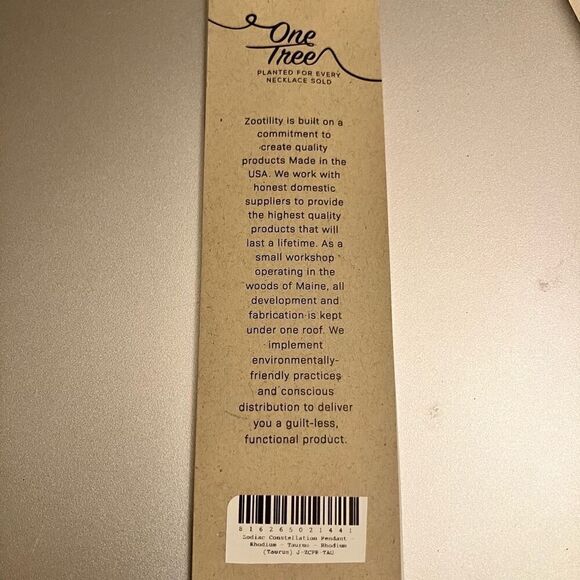 One
Tree
PLANTED FOR EVERY
NECKLACE SOLD
Zootility is built on a
commitment to
create quality
products Made in the
USA. We work with
honest domestic
suppliers to provide
the highest quality
products that will
last a lifetime. As a
small workshop
operating in the
woods of Maine, all
development and
fabrication is kept
under one roof. We
implement
environmentally-
friendly practices
and conscious
distribution to deliver
you a guilt-less,
functional product.
816265021441
Zodiac Constellation Pendant -
Rhodium - Taurus - Rhodium
(Taurus) J-ZCPR-TAU